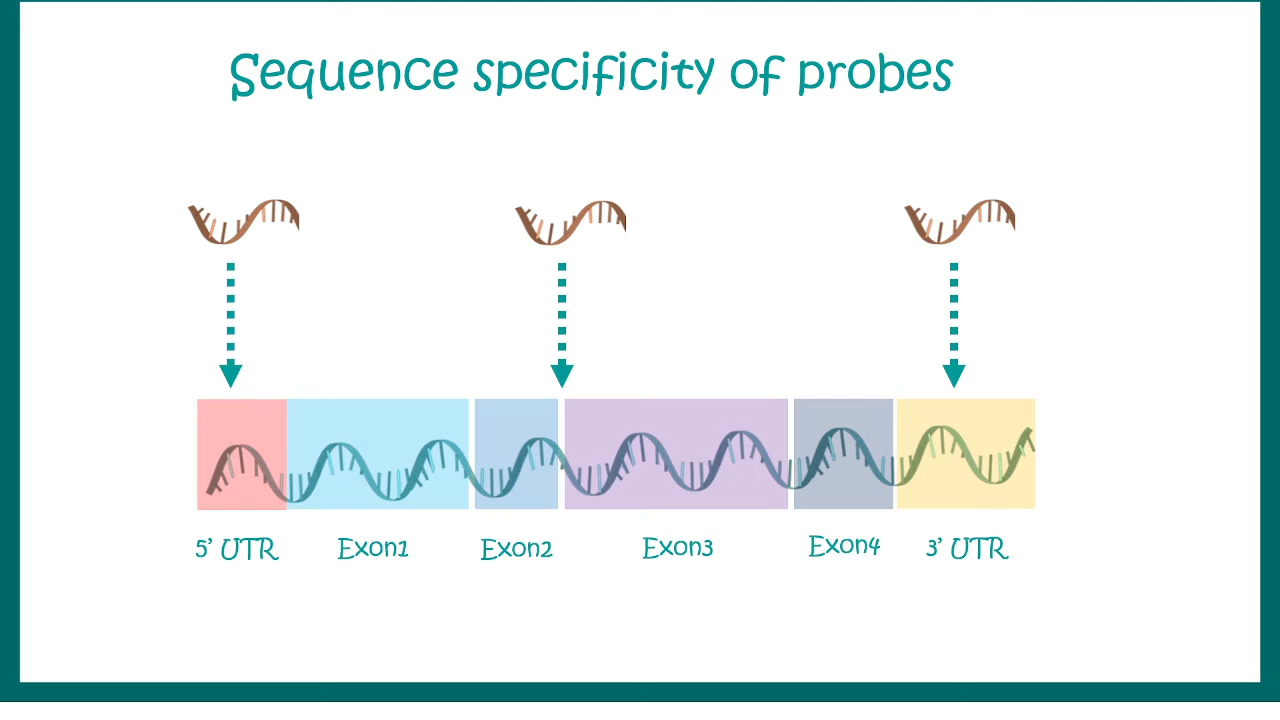 Sequence specificity of probes
5' UTR
Exon1
Exon2
Exon3
Exon4
3' UTR